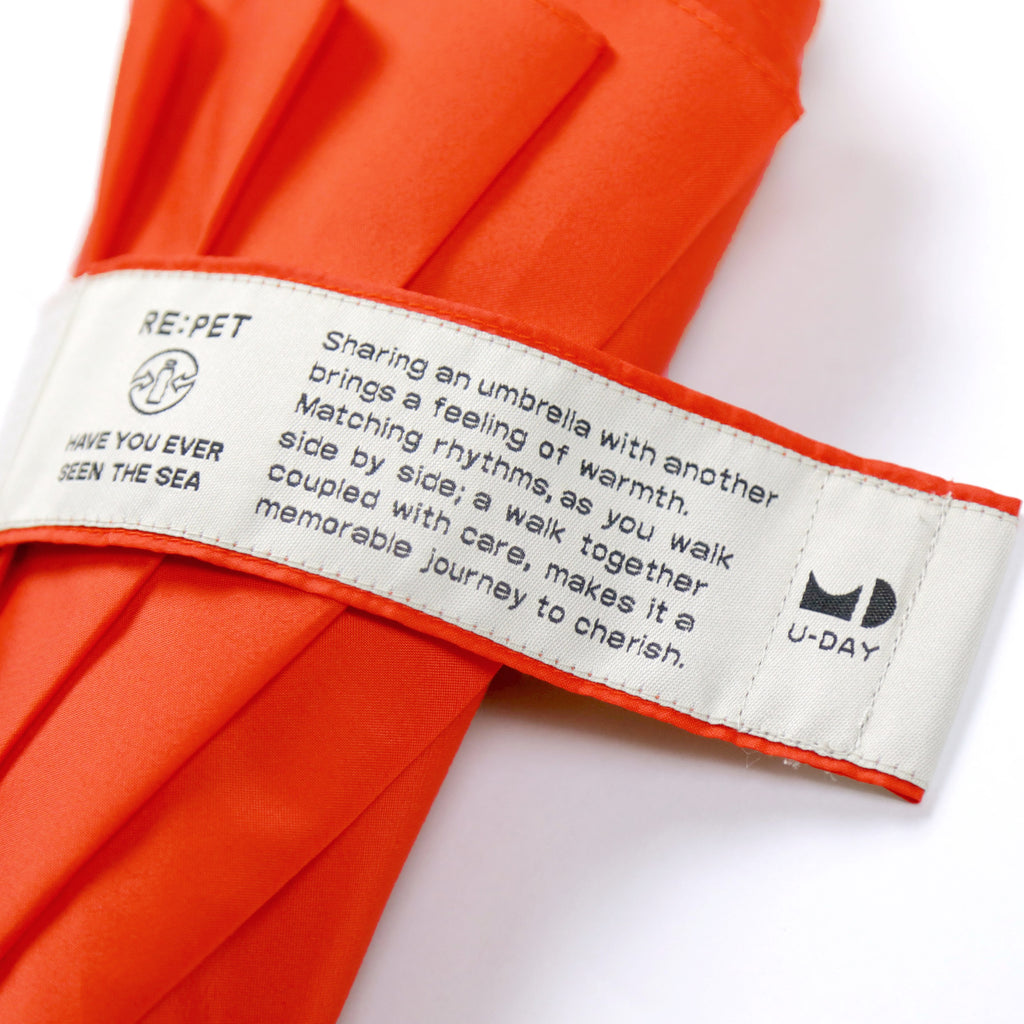 RE:PET
HAVE YOU EVER
SEEN THE SEA
Sharing an umbrella with another
brings a feeling of warmth.
Matching rhythms, as you walk
side by side; a walk together
coupled with care, makes it a
memorable journey to cherish.
U-DAY